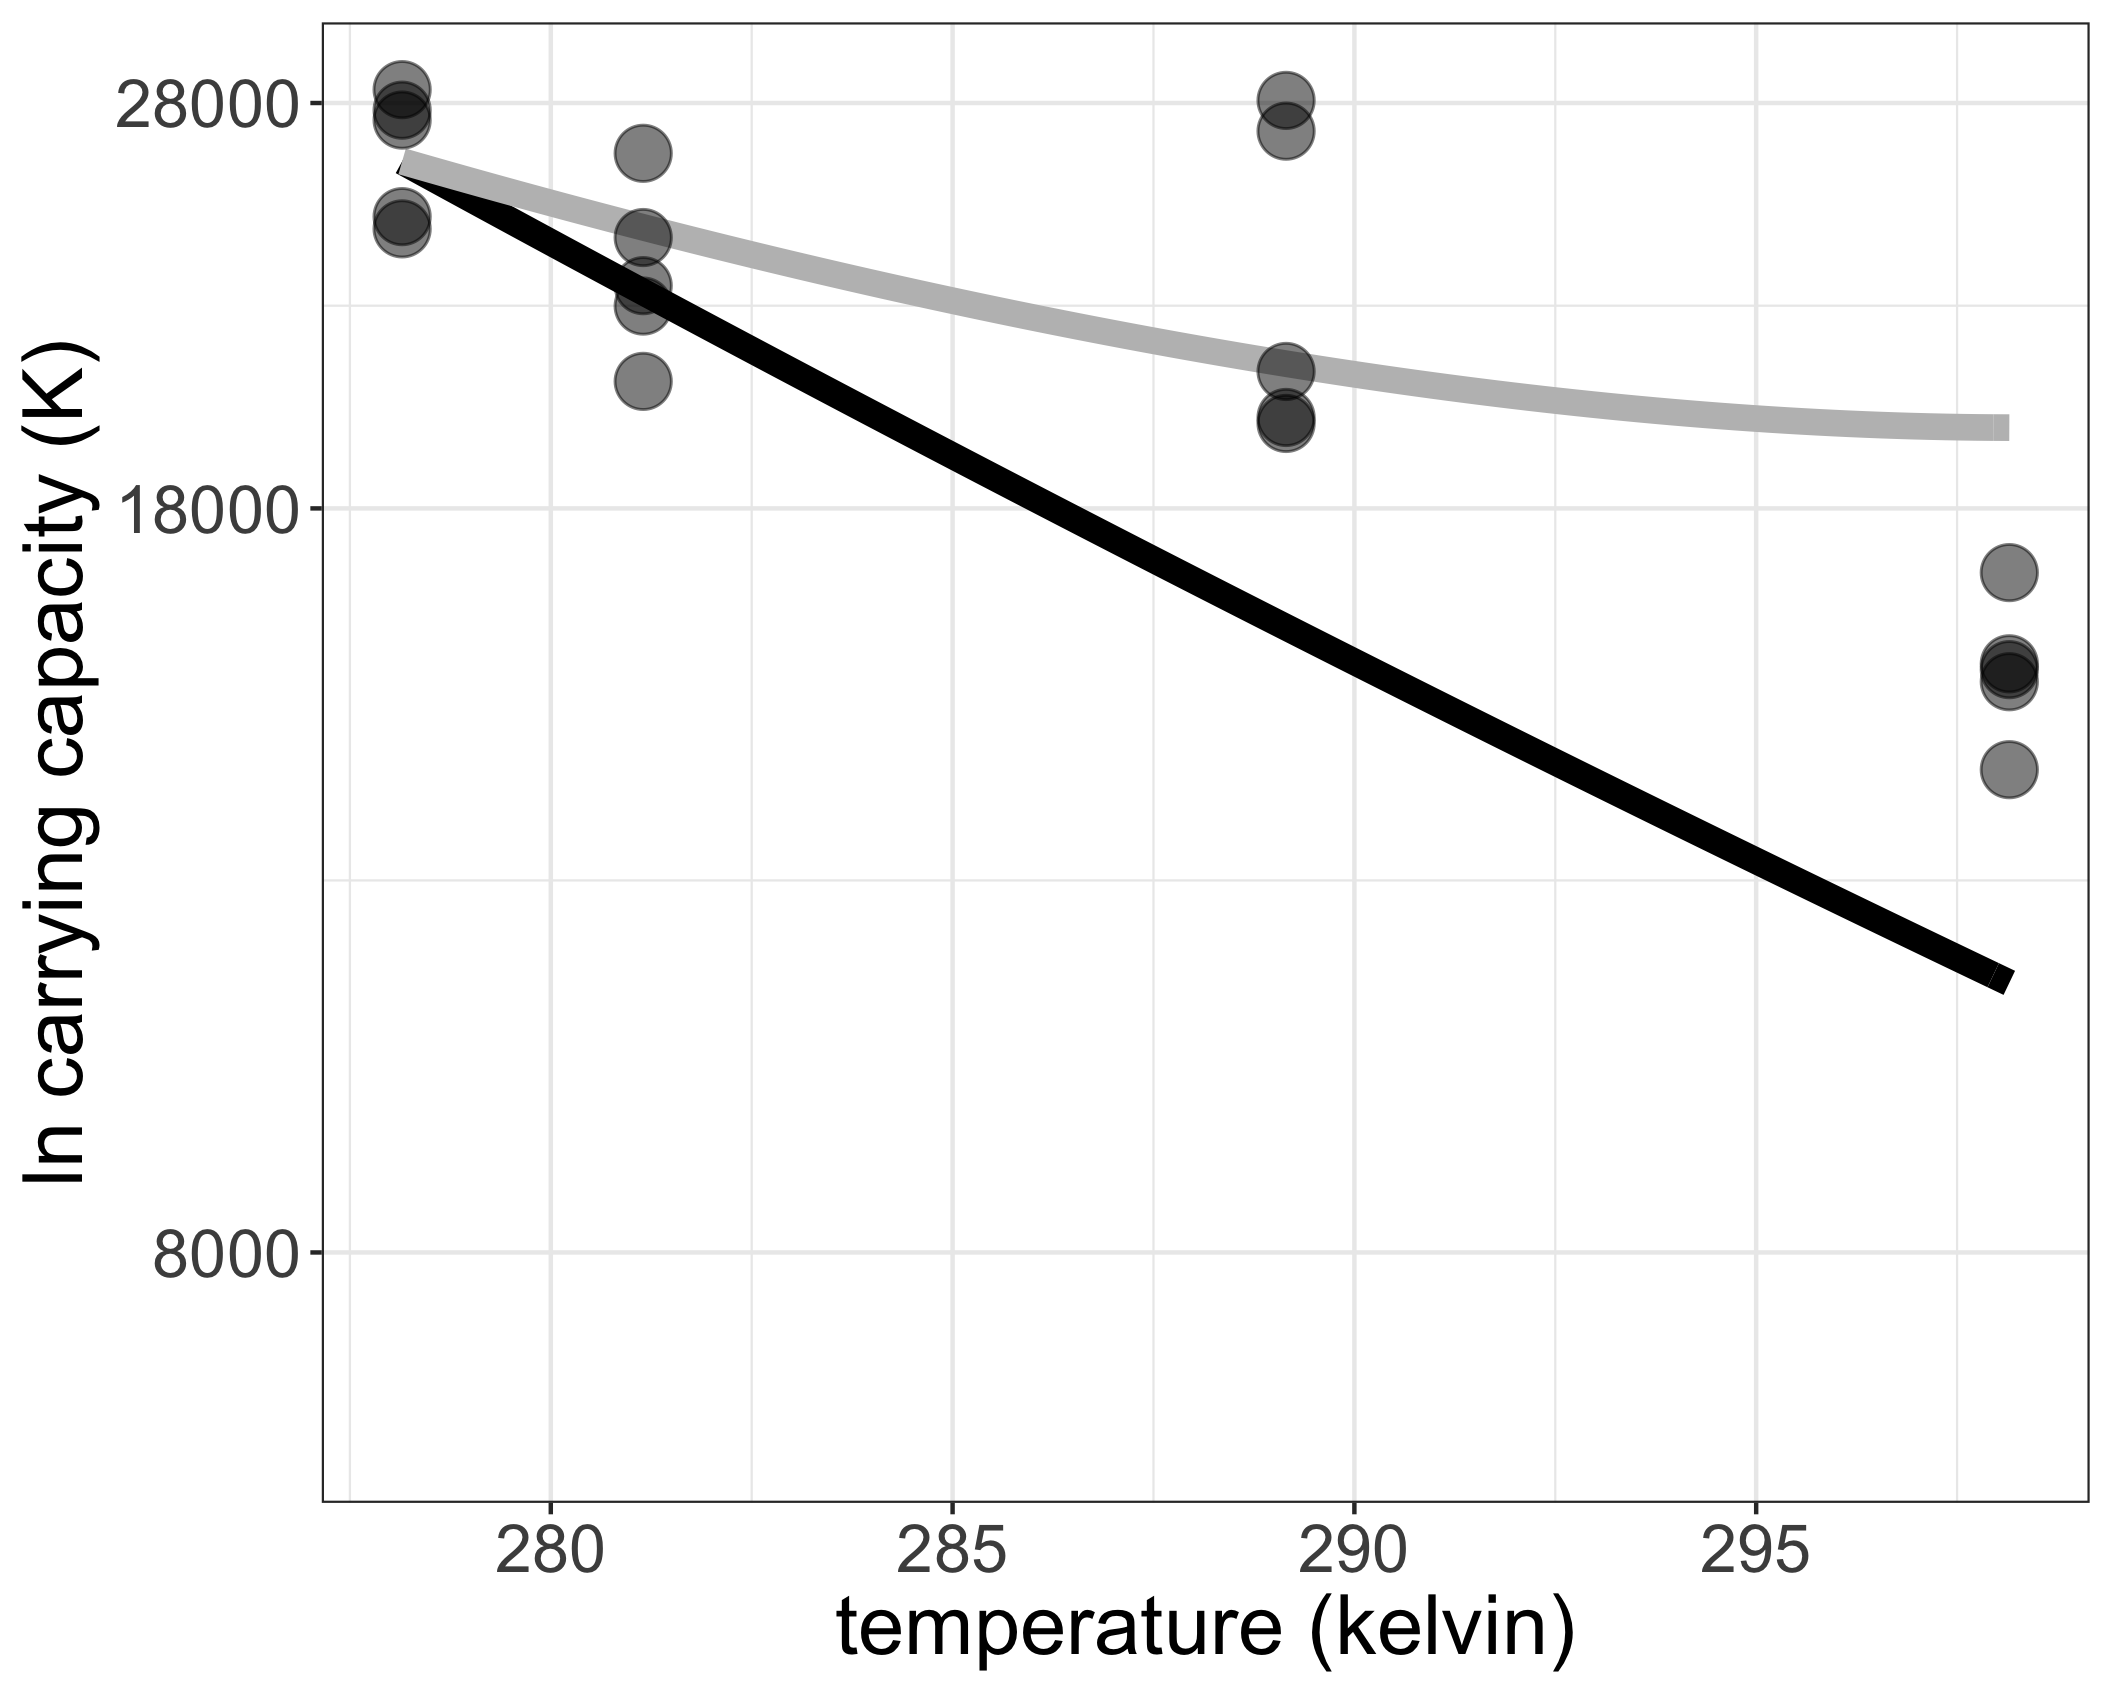 ln carrying capacity (K)
28000
18000
8000
280 285 290 295
temperature (kelvin)